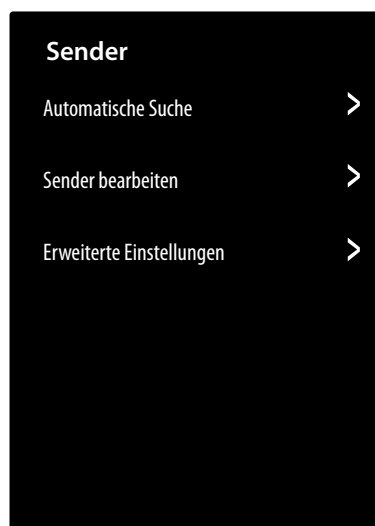 Sender
Automatische Suche
Sender bearbeiten
Erweiterte Einstellungen